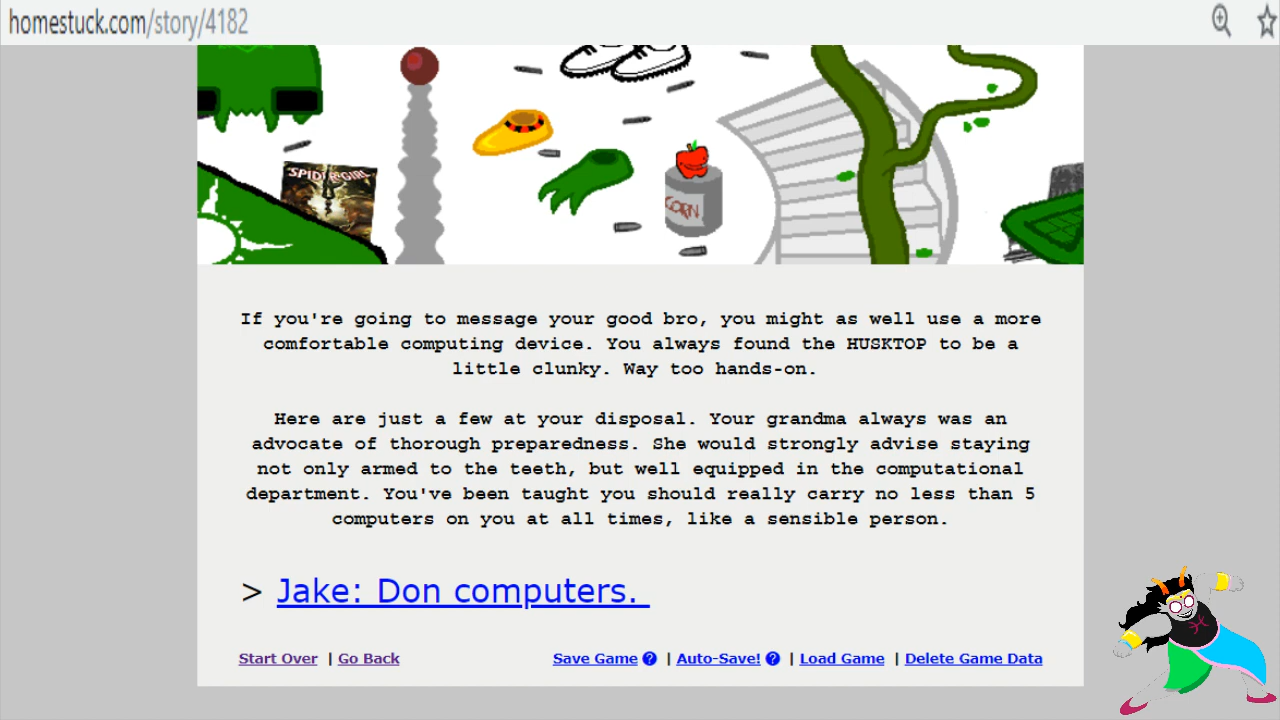 homestuck.com/story/4182
SPIDERGIRL
CORN
If you're going to message your good bro, you might as well use a more
comfortable computing device. You always found the HUSKTOP to be a
little clunky. Way too hands-on.
Here are just a few at your disposal. Your grandma always was an
advocate of thorough preparedness. She would strongly advise staying
not only armed to the teeth, but well equipped in the computational
department. You've been taught you should really carry no less than 5
computers on you at all times, like a sensible person.
> Jake: Don computers.
Start Over | Go Back Save Game ? | Auto-Save! ? | Load Game | Delete Game Data